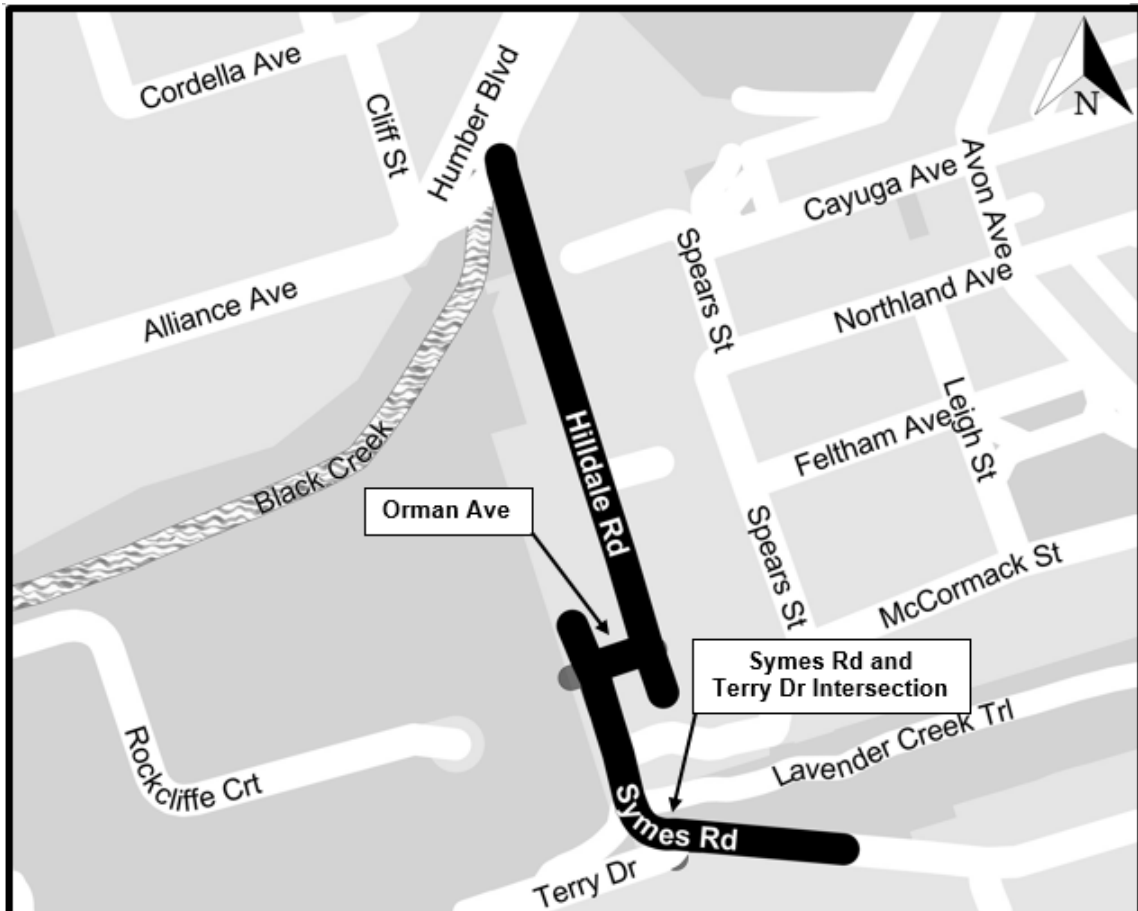 Cordella Ave
Cliff St
Humber Blvd
N
Avon Ave
Cayuga Ave
Spears St
Alliance Ave
Northland Ave
Hilldale Rd
Leigh St
Feltham Ave
Black Creek
Orman Ave
Spears St
McCormack St
Symes Rd and
Terry Dr Intersection
Lavender Creek Trl
Rockcliffe Crt
Symes Rd
Terry Dr